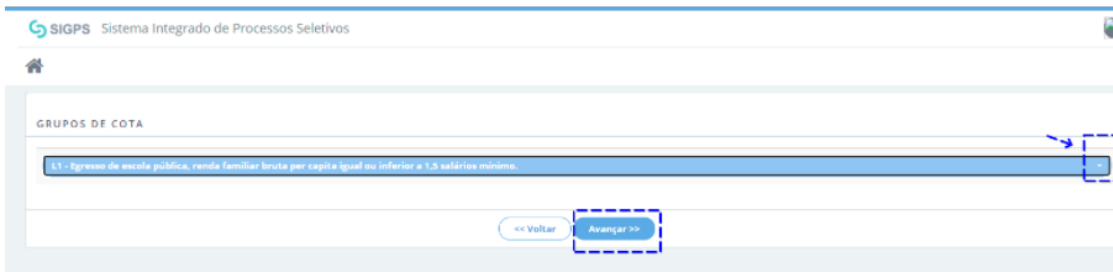 SIGPS Sistema Integrado de Processos Seletivos
GRUPOS DE COTA
L1 - Egresso de escola pública, renda familiar bruta per capita igual ou inferior a 1,5 salários mínimo.
<< Voltar Avançar >>